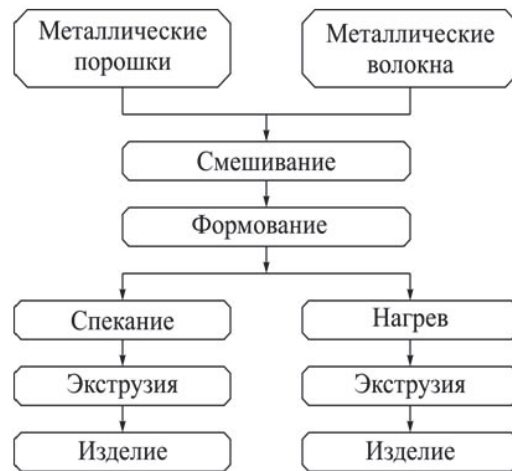 Металлические
порошки
Металлические
волокна
Смешивание
Формование
Спекание
Нагрев
Экструзия
Экструзия
Изделие
Изделие